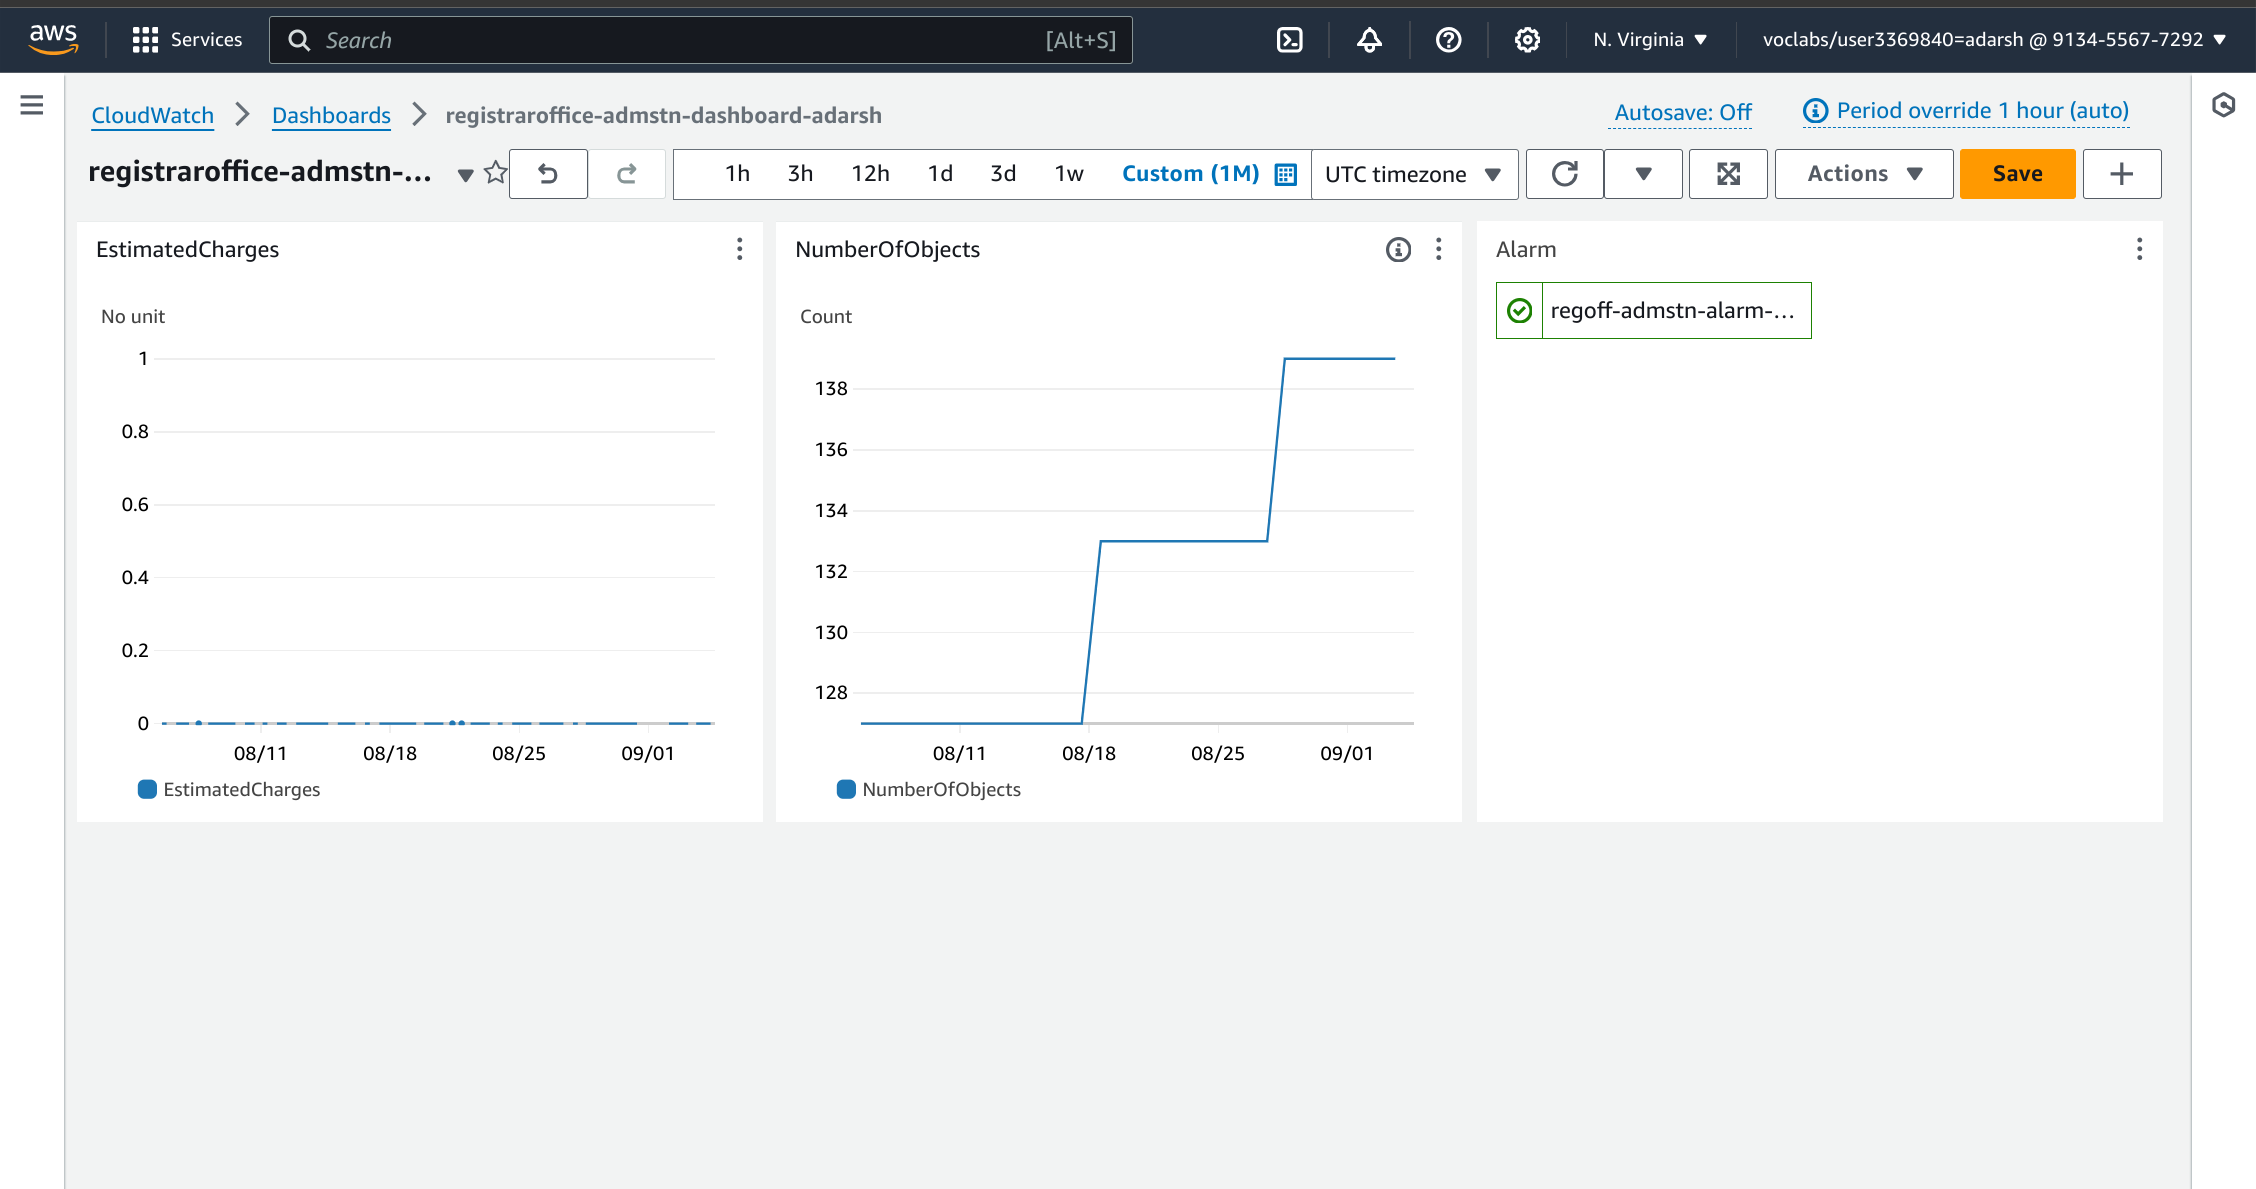 aws Services Search [Alt+S] N. Virginia voclabs/user3369840=adarsh @ 9134-5567-7292
CloudWatch Dashboards registraroffice-admstn-dashboard-adarsh Autosave: Off Period override 1 hour (auto)
registraroffice-admstn-... 1h 3h 12h 1d 3d 1w Custom (1M) UTC timezone Actions Save
EstimatedCharges
No unit
1
0.8
0.6
0.4
0.2
0
08/11 08/18 08/25 09/01
EstimatedCharges
NumberOfObjects
Count
138
136
134
132
130
128
08/11 08/18 08/25 09/01
NumberOfObjects
Alarm
regoff-admstn-alarm-...